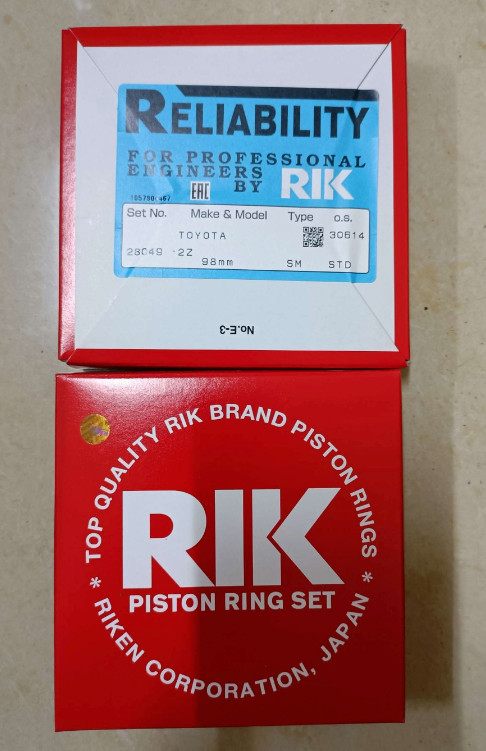 RELIABILITY
FOR PROFESSIONAL
ENGINEERS
BY RIK
EAC
Set No. Make & Model Type O.S.
TOYOTA 30614
28049 -2Z
98mm SM STD
No.E-3
TOP QUALITY RIK BRAND PISTON RINGS
RIK
PISTON RING SET
* RIKEN CORPORATION, JAPAN *